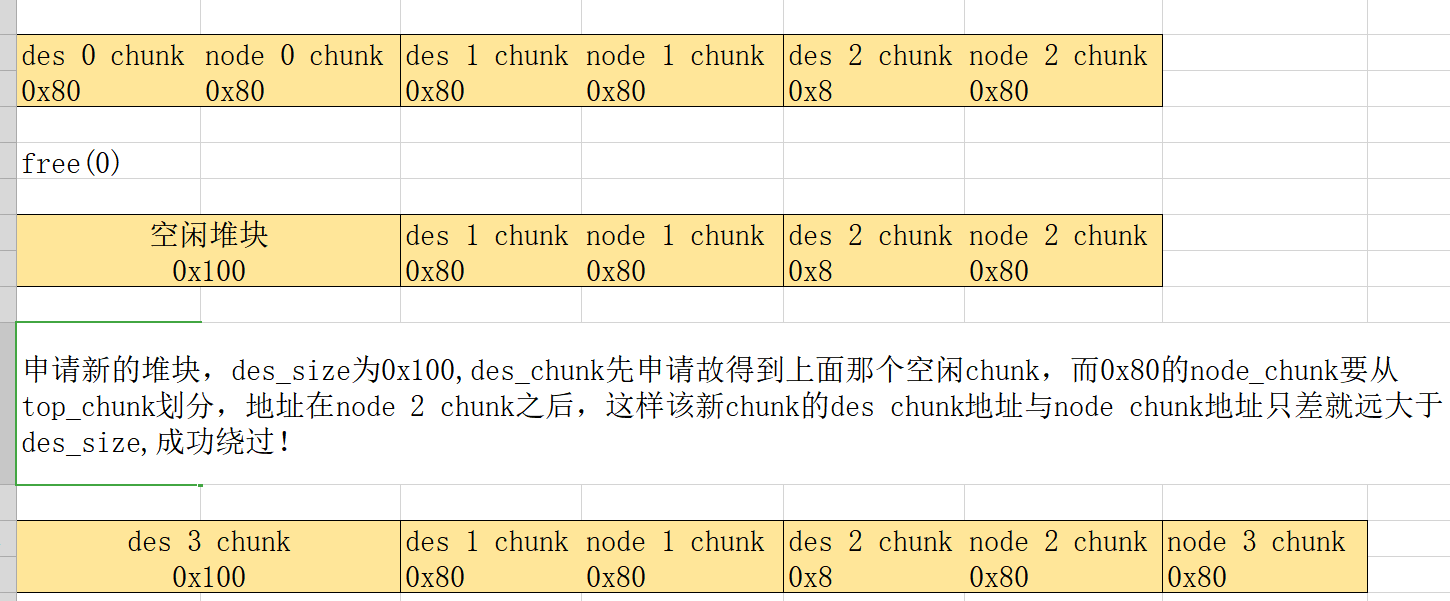 des 0 chunk node 0 chunk des 1 chunk node 1 chunk des 2 chunk node 2 chunk
0x80 0x80 0x80 0x80 0x8 0x80
free(0)
空闲堆块 des 1 chunk node 1 chunk des 2 chunk node 2 chunk
0x100 0x80 0x80 0x8 0x80
申请新的堆块，des_size为0x100,des_chunk先申请故得到上面那个空闲chunk，而0x80的node_chunk要从
top_chunk划分，地址在node 2 chunk之后，这样该新chunk的des chunk地址与node chunk地址只差就远大于
des_size,成功绕过！
des 3 chunk des 1 chunk node 1 chunk des 2 chunk node 2 chunk node 3 chunk
0x100 0x80 0x80 0x8 0x80 0x80